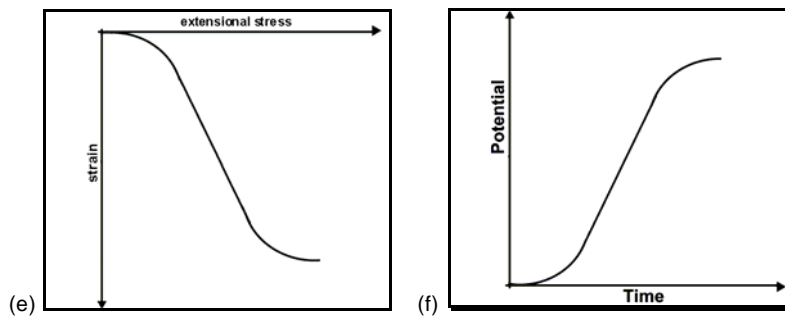 extensional stress
strain
(e)
Potential
Time
(f)